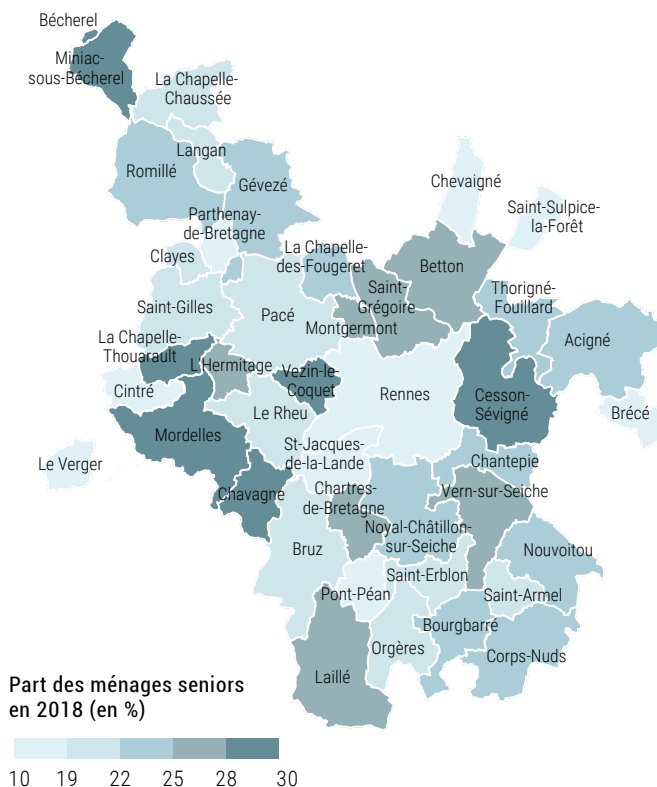 Bécherel
Miniac-
sous-Bécherel
La Chapelle-
Chaussée
Langan
Romillé
Gévezé
Chevaigné
Saint-Sulpice-
la-Forêt
Parthenay-
de-Bretagne
Clayes
La Chapelle-
des-Fougeret
Betton
Saint-
Grégoire
Thorigné-
Fouillard
Saint-Gilles
Pacé
Montgermont
Acigné
La Chapelle-
Thouarault
L'Hermitage
Vezin-le-
Coquet
Cintré
Rennes
Cesson-
Sévigné
Le Rheu
Brécé
Mordelles
St-Jacques-
de-la-Lande
Le Verger
Chantepie
Chavagne
Chartres-
de-Bretagne
Vern-sur-Seiche
Noyal-Châtillon-
sur-Seiche
Bruz
Nouvoitou
Saint-Erblon
Pont-Péan
Saint-Armel
Bourgbarré
Orgères
Corps-Nuds
Laillé
Part des ménages seniors
en 2018 (en %)
10 19 22 25 28 30